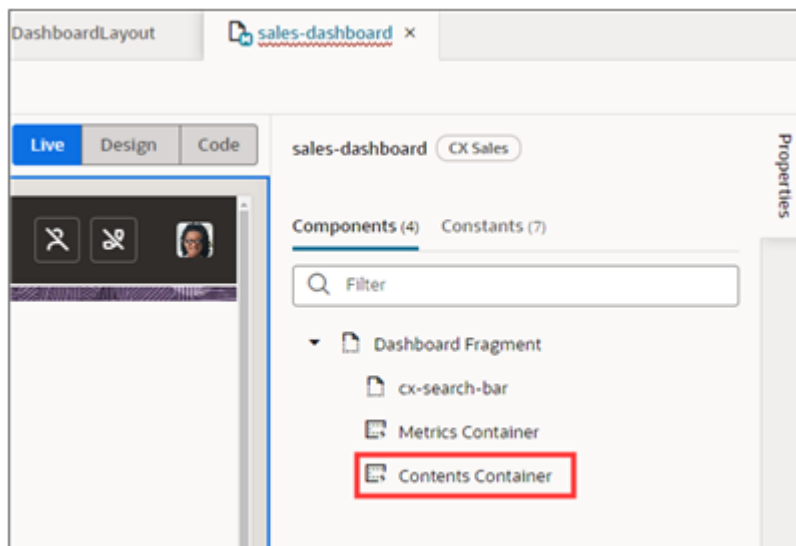 DashboardLayout
sales-dashboard ×
Live Design Code
sales-dashboard CX Sales
Properties
Components (4) Constants (7)
Filter
Dashboard Fragment
cx-search-bar
Metrics Container
Contents Container